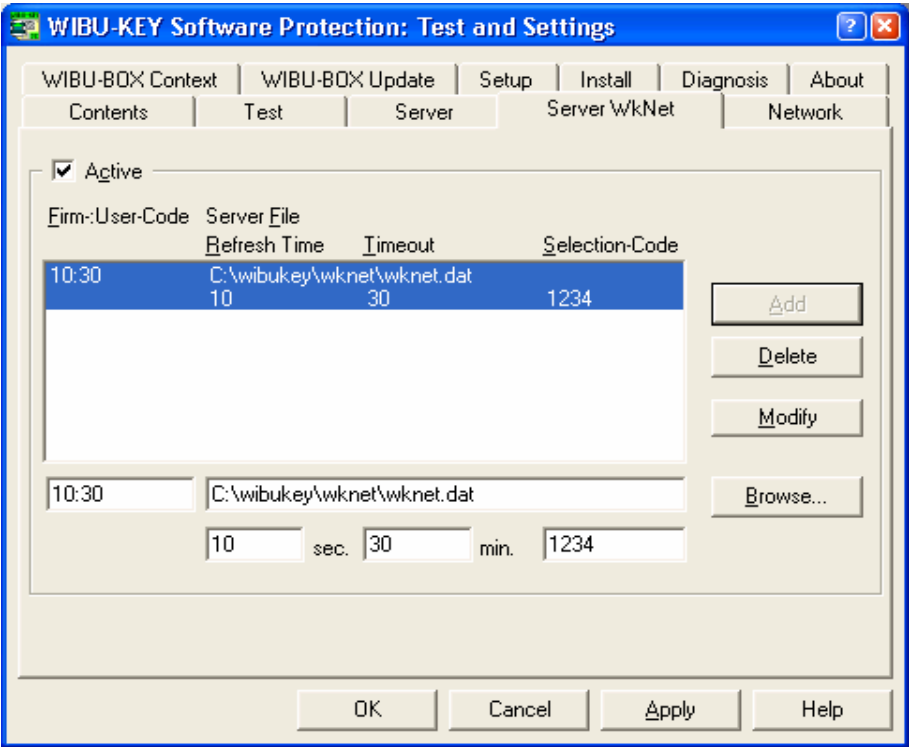 WIBU-KEY Software Protection: Test and Settings
WIBU-BOX Context WIBU-BOX Update Setup Install Diagnosis About
Contents Test Server Server WkNet Network
Active
Firm-:User-Code Server File
Refresh Time Timeout Selection-Code
10:30 C:\wibukey\wknet\wknet.dat
10 30 1234
Add
Delete
Modify
10:30 C:\wibukey\wknet\wknet.dat Browse...
10 sec. 30 min. 1234
OK Cancel Apply Help